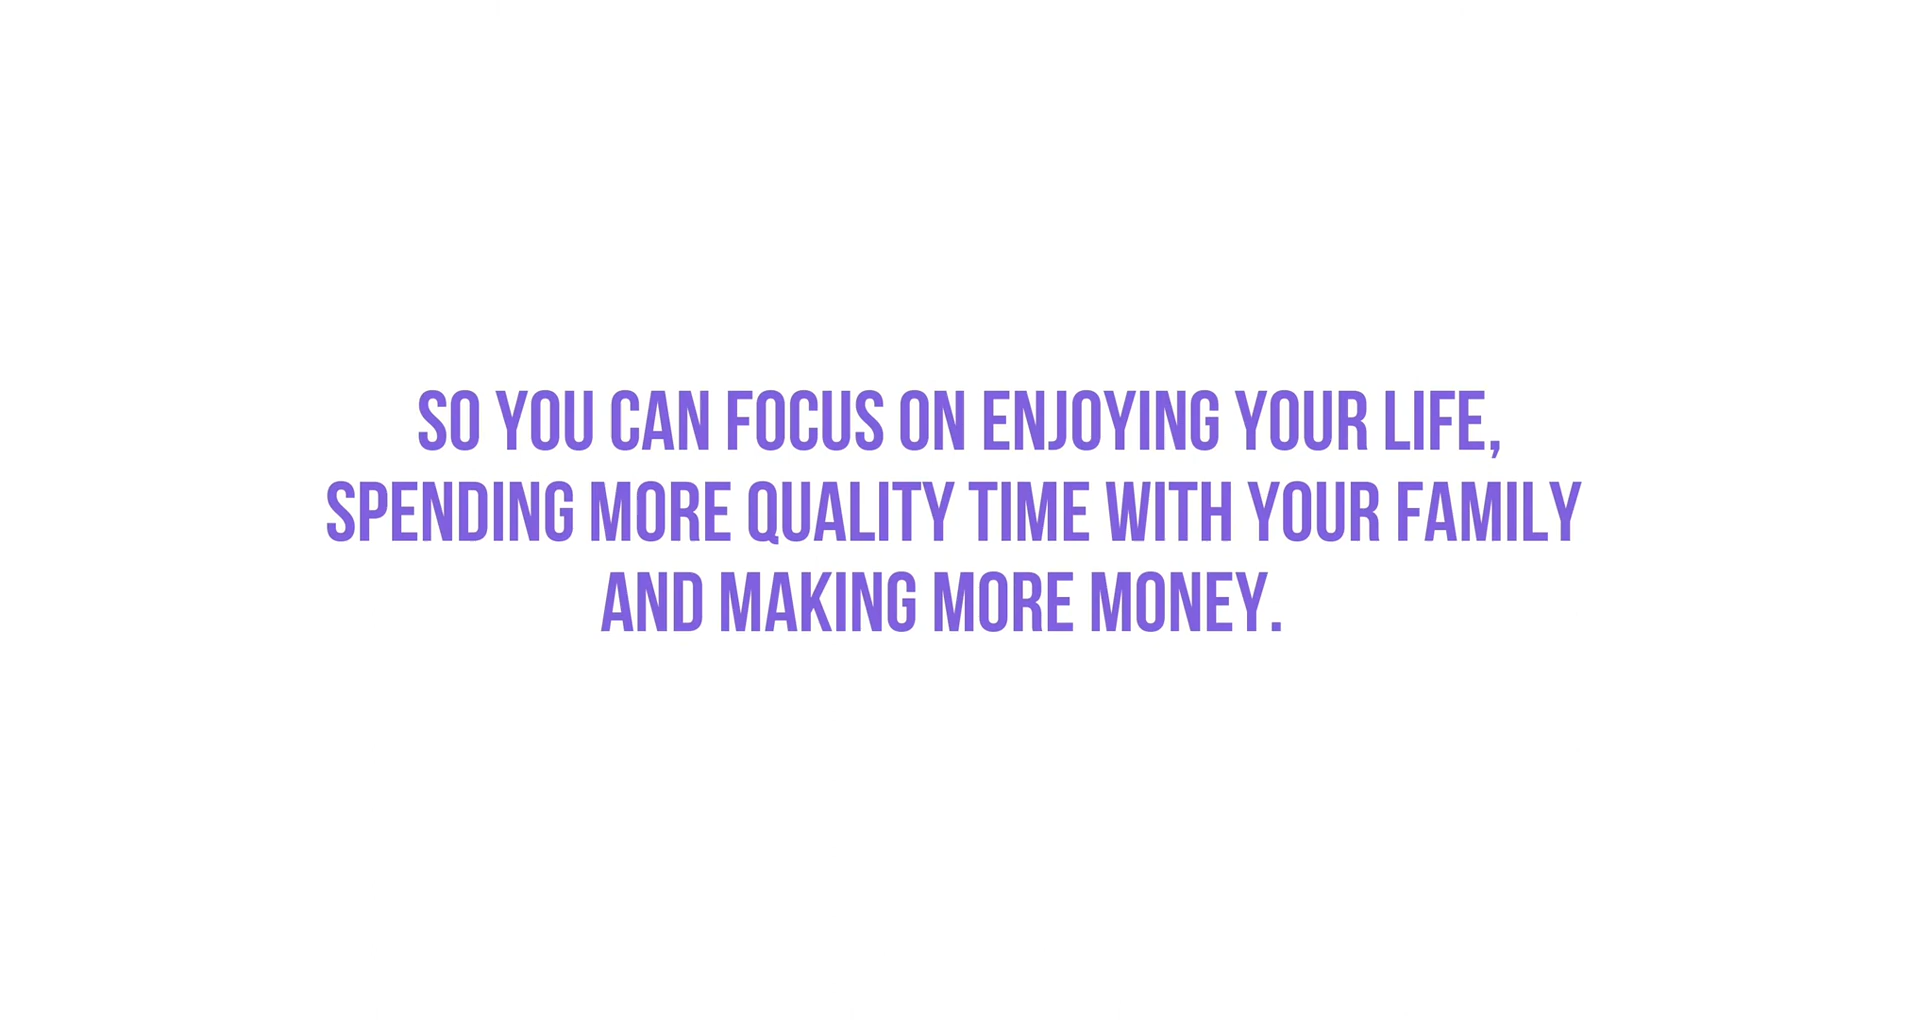 SO YOU CAN FOCUS ON ENJOYING YOUR LIFE,
SPENDING MORE QUALITY TIME WITH YOUR FAMILY
AND MAKING MORE MONEY.